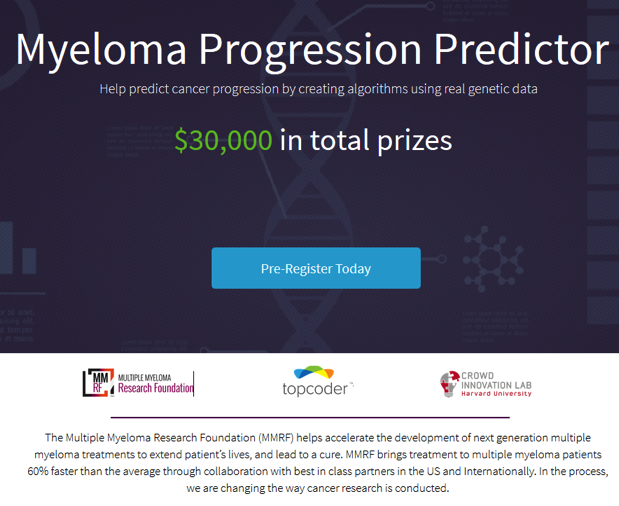 Myeloma Progression Predictor
Help predict cancer progression by creating algorithms using real genetic data
$30,000 in total prizes
Pre-Register Today
MM
RF
MULTIPLE MYELOMA
Research Foundation
topcoder™
CROWD
INNOVATION LAB
Harvard University
The Multiple Myeloma Research Foundation (MMRF) helps accelerate the development of next generation multiple
myeloma treatments to extend patient's lives, and lead to a cure. MMRF brings treatment to multiple myeloma patients
60% faster than the average through collaboration with best in class partners in the US and Internationally. In the process,
we are changing the way cancer research is conducted.